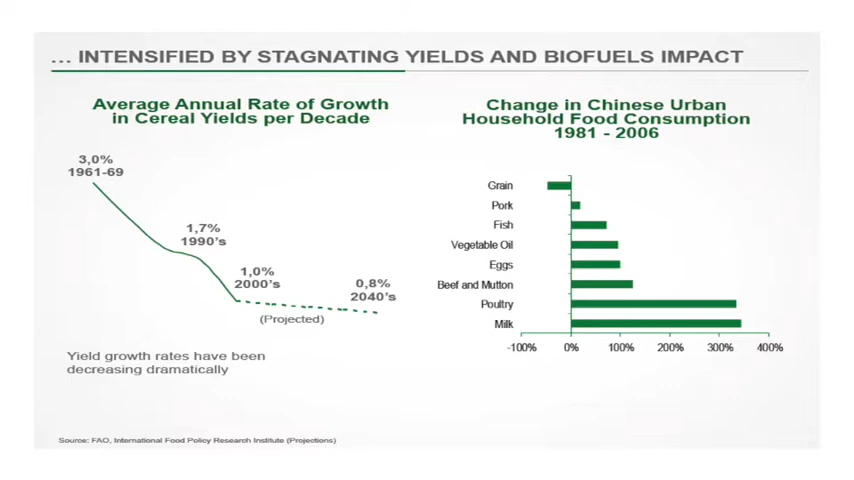 ... INTENSIFIED BY STAGNATING YIELDS AND BIOFUELS IMPACT
Average Annual Rate of Growth
in Cereal Yields per Decade
3,0%
1961-69
1,7%
1990's
1,0%
2000's
0,8%
2040's
(Projected)
Yield growth rates have been
decreasing dramatically
Change in Chinese Urban
Household Food Consumption
1981 - 2006
Grain
Pork
Fish
Vegetable Oil
Eggs
Beef and Mutton
Poultry
Milk
-100% 0% 100% 200% 300% 400%
Source: FAO, International Food Policy Research Institute (Projections)